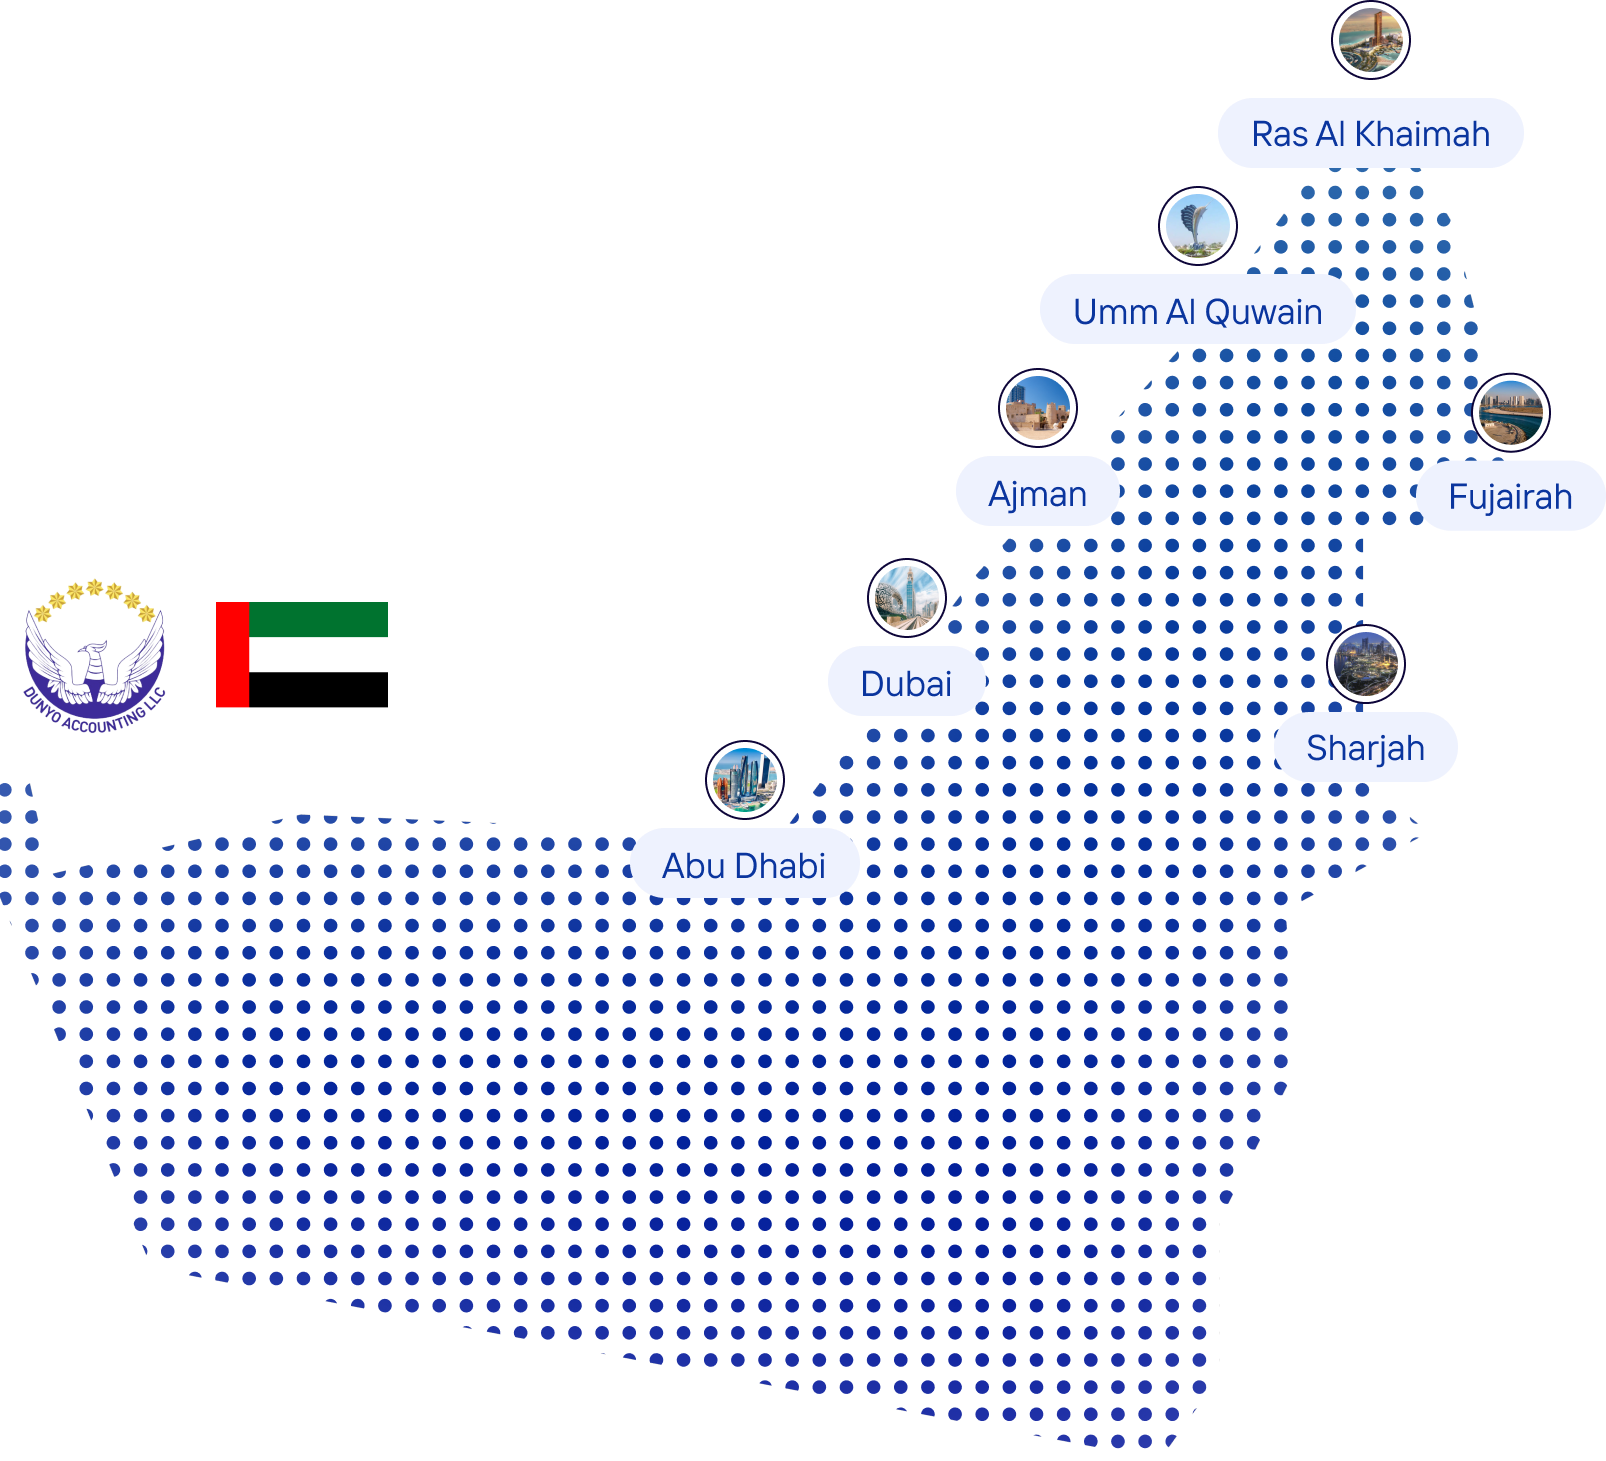 Ras Al Khaimah
Umm Al Quwain
Ajman
Fujairah
Dubai
Sharjah
Abu Dhabi
DUNYO ACCOUNTING LLC